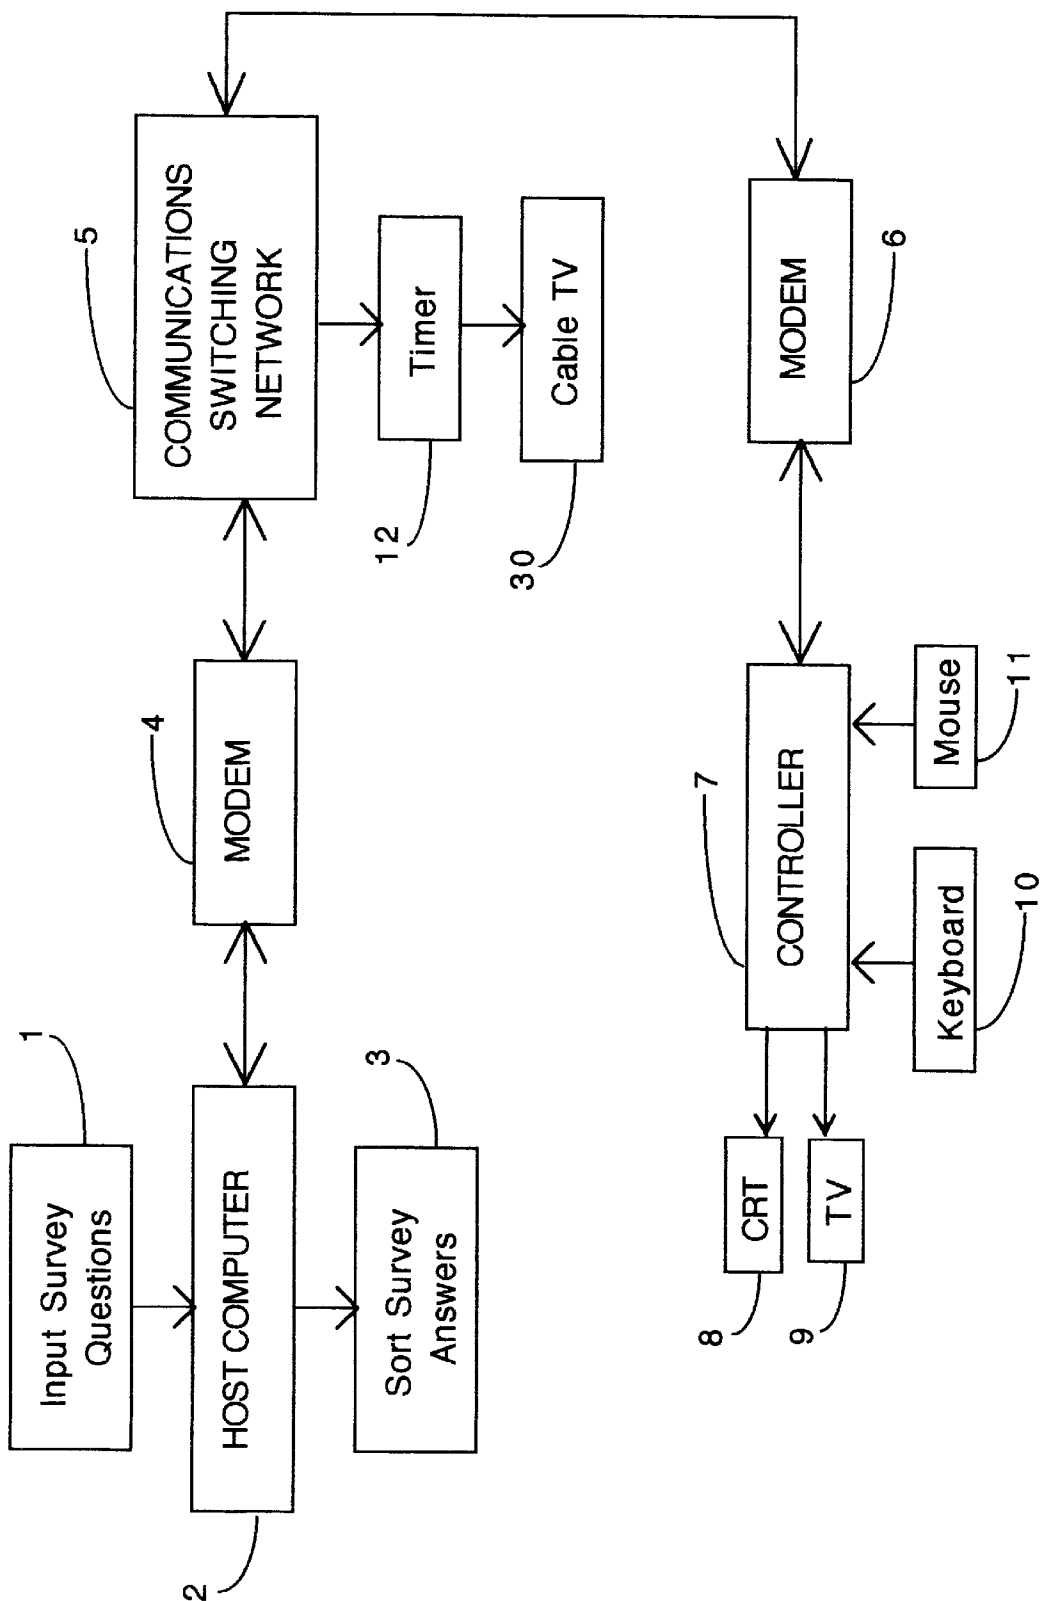 1
Input Survey
Questions
2
HOST COMPUTER
3
Sort Survey
Answers
4
MODEM
5
COMMUNICATIONS
SWITCHING
NETWORK
12
Timer
30
Cable TV
6
MODEM
7
CONTROLLER
8
CRT
9
TV
Keyboard
10
Mouse
11